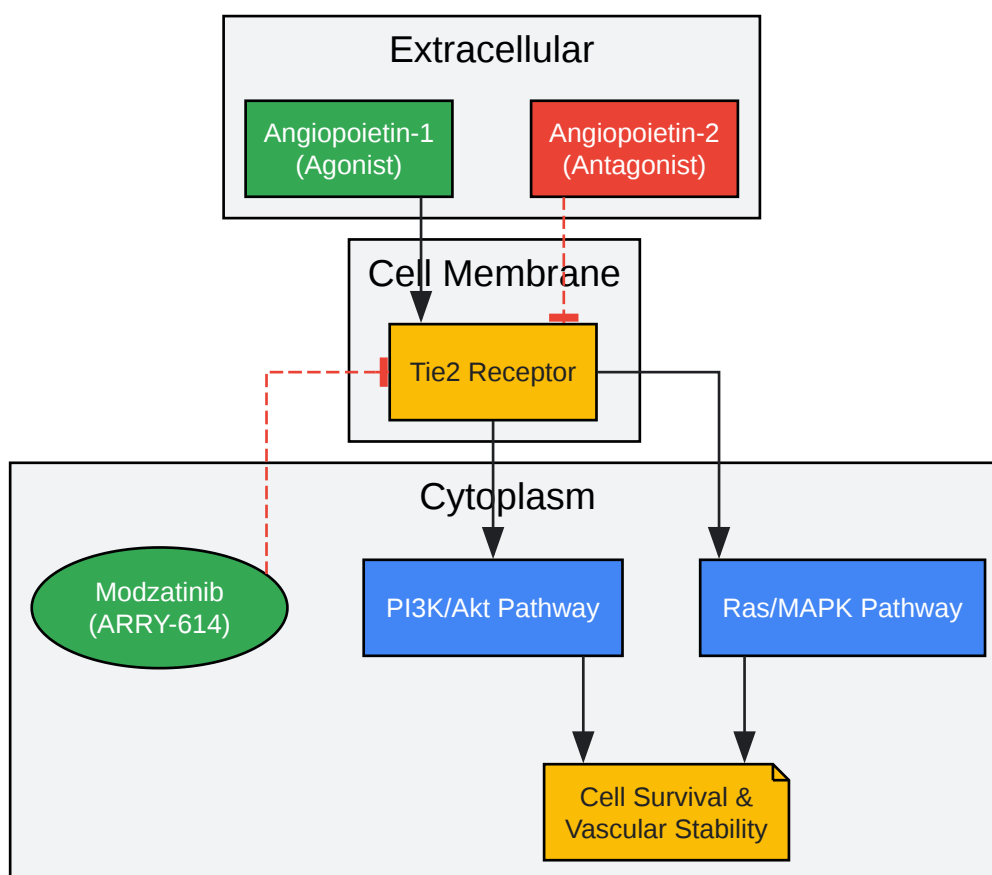 Extracellular
Angiopoietin-1
(Agonist)
Angiopoietin-2
(Antagonist)
Cell Membrane
Tie2 Receptor
Cytoplasm
Modzatinib
(ARRY-614)
PI3K/Akt Pathway
Ras/MAPK Pathway
Cell Survival &
Vascular Stability